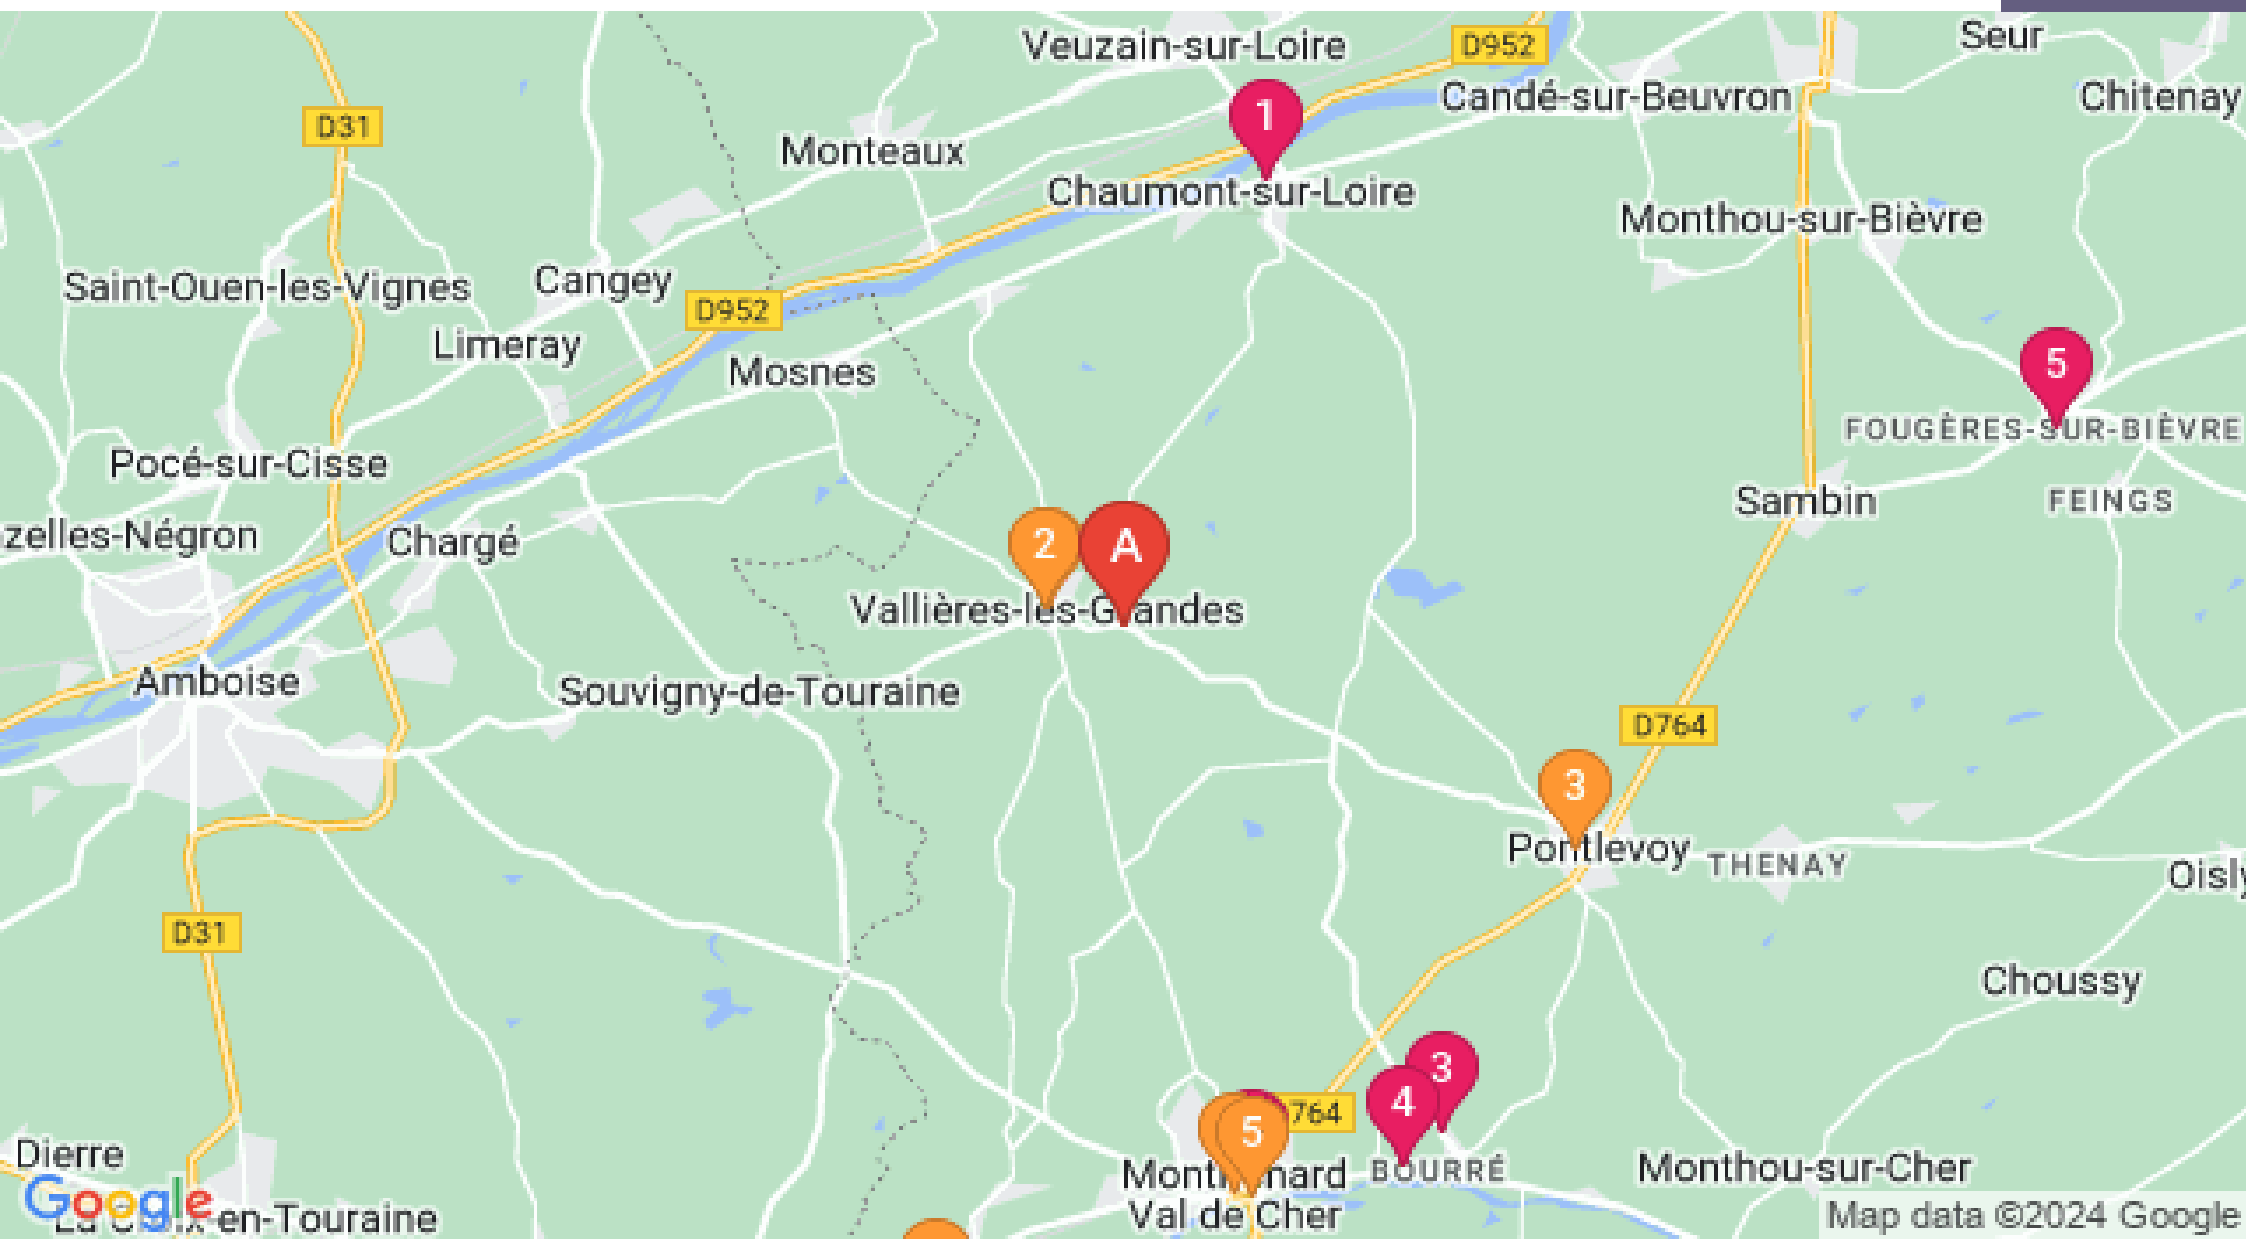 Seur
Veuzain-sur-Loire
D952
Candé-sur-Beuvron
Chitenay
1
D31
Monteaux
Chaumont-sur-Loire
Monthou-sur-Bièvre
Saint-Ouen-les-Vignes
Cangey
D952
Limeray
Mosnes
5
FOUGÈRES-SUR-BIÈVRE
Pocé-sur-Cisse
Sambin
FEINGS
zelles-Négron
Chargé
2
A
Vallières-les-Grandes
Amboise
Souvigny-de-Touraine
D764
3
Pontlevoy
THENAY
Oisly
D31
Choussy
3
4
764
5
Dierre
Montrichard
Val de Cher
BOURRÉ
Monthou-sur-Cher
Google
La Croix-en-Touraine
Map data ©2024 Google